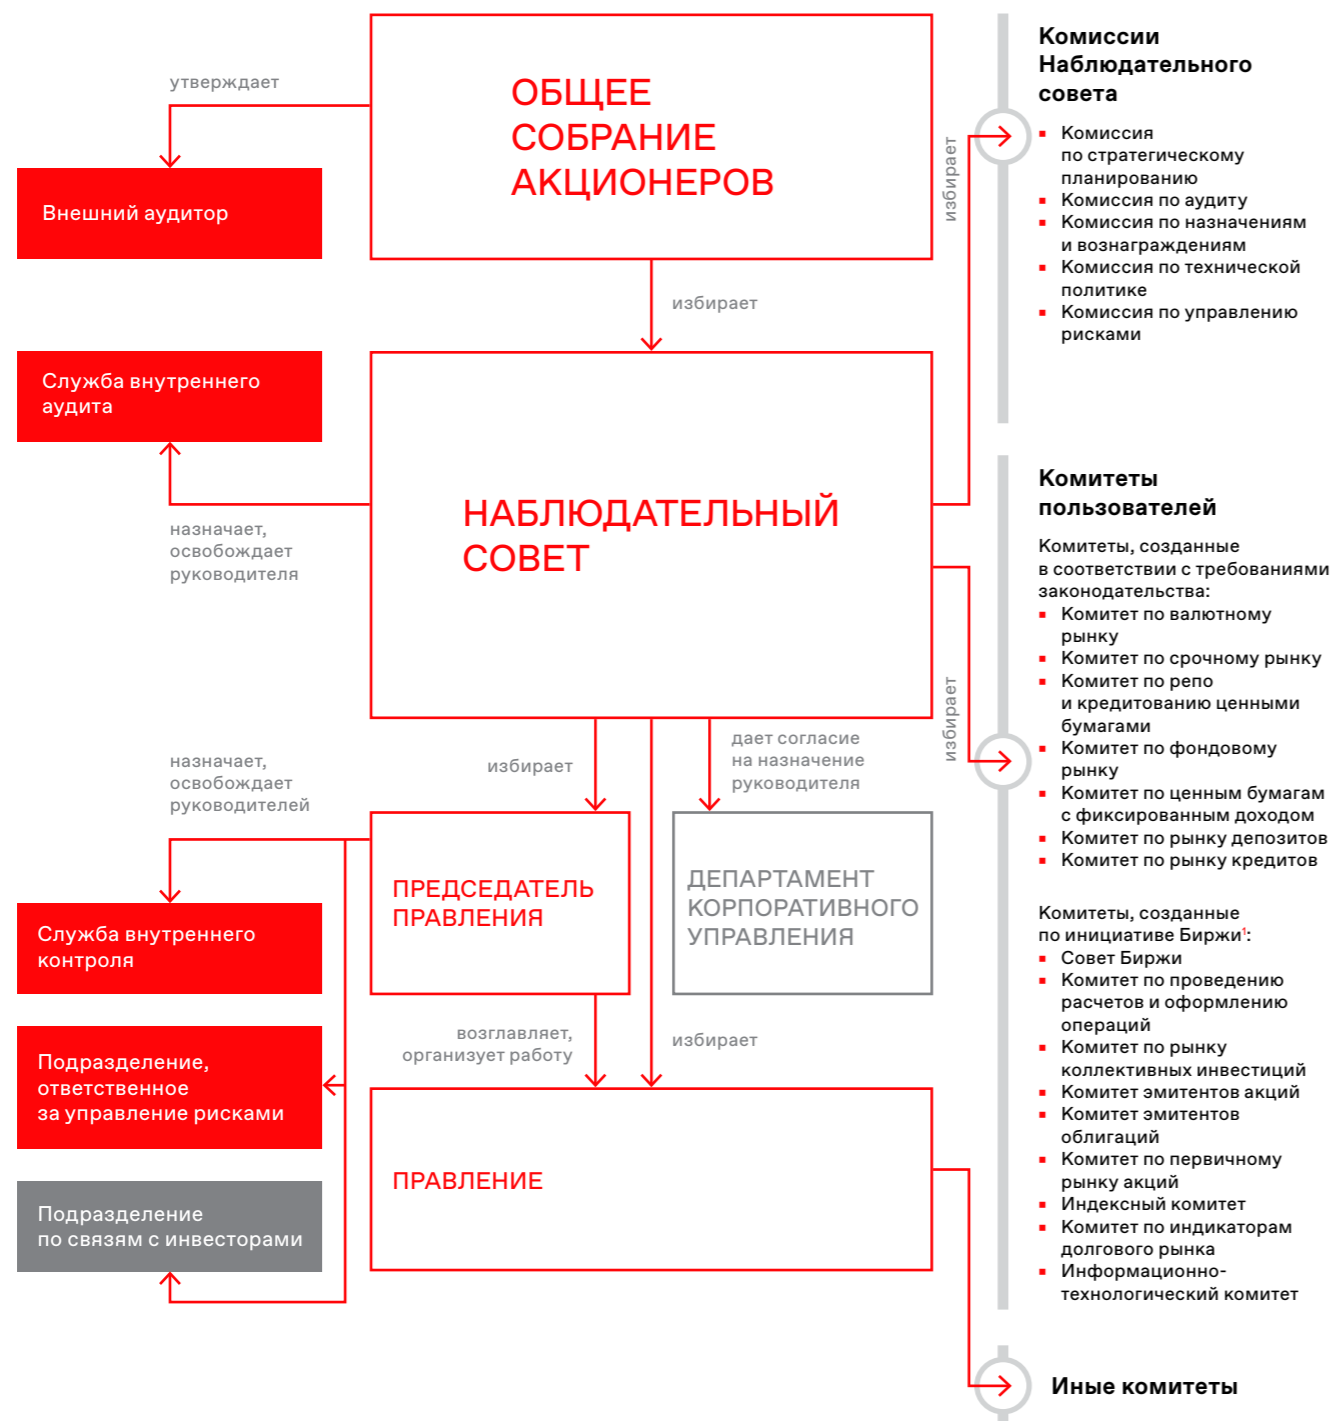 утверждает
ОБЩЕЕ
СОБРАНИЕ
АКЦИОНЕРОВ
Внешний аудитор
избирает
избирает
Комиссии
Наблюдательного
совета
▪ Комиссия
по стратегическому
планированию
▪ Комиссия по аудиту
▪ Комиссия по назначениям
и вознаграждениям
▪ Комиссия по технической
политике
▪ Комиссия по управлению
рисками
Служба внутреннего
аудита
назначает,
освобождает
руководителя
НАБЛЮДАТЕЛЬНЫЙ
СОВЕТ
избирает
Комитеты
пользователей
Комитеты, созданные
в соответствии с требованиями
законодательства:
▪ Комитет по валютному
рынку
▪ Комитет по срочному рынку
▪ Комитет по репо
и кредитованию ценными
бумагами
▪ Комитет по фондовому
рынку
▪ Комитет по ценным бумагам
с фиксированным доходом
▪ Комитет по рынку депозитов
▪ Комитет по рынку кредитов
Комитеты, созданные
по инициативе Биржи¹:
▪ Совет Биржи
▪ Комитет по проведению
расчетов и оформлению
операций
▪ Комитет по рынку
коллективных инвестиций
▪ Комитет эмитентов акций
▪ Комитет эмитентов
облигаций
▪ Комитет по первичному
рынку акций
▪ Индексный комитет
▪ Комитет по индикаторам
долгового рынка
▪ Информационно-
технологический комитет
назначает,
освобождает
руководителей
избирает
дает согласие
на назначение
руководителя
ПРЕДСЕДАТЕЛЬ
ПРАВЛЕНИЯ
ДЕПАРТАМЕНТ
КОРПОРАТИВНОГО
УПРАВЛЕНИЯ
Служба внутреннего
контроля
возглавляет,
организует работу
избирает
Подразделение,
ответственное
за управление рисками
ПРАВЛЕНИЕ
Подразделение
по связям с инвесторами
Иные комитеты